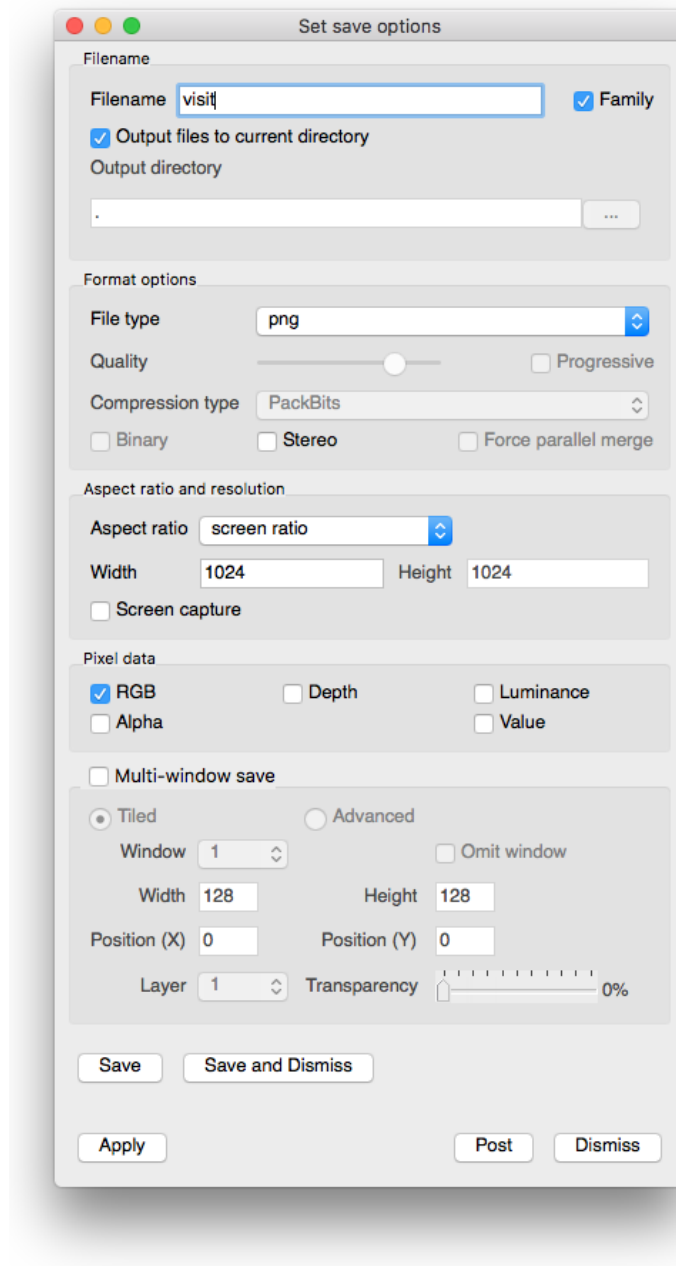 Set save options
Filename
Filename visit Family
Output files to current directory
Output directory
. ...
Format options
File type png
Quality Progressive
Compression type PackBits
Binary Stereo Force parallel merge
Aspect ratio and resolution
Aspect ratio screen ratio
Width 1024 Height 1024
Screen capture
Pixel data
RGB Depth Luminance
Alpha Value
Multi-window save
Tiled Advanced
Window 1 Omit window
Width 128 Height 128
Position (X) 0 Position (Y) 0
Layer 1 Transparency 0%
Save Save and Dismiss
Apply Post Dismiss